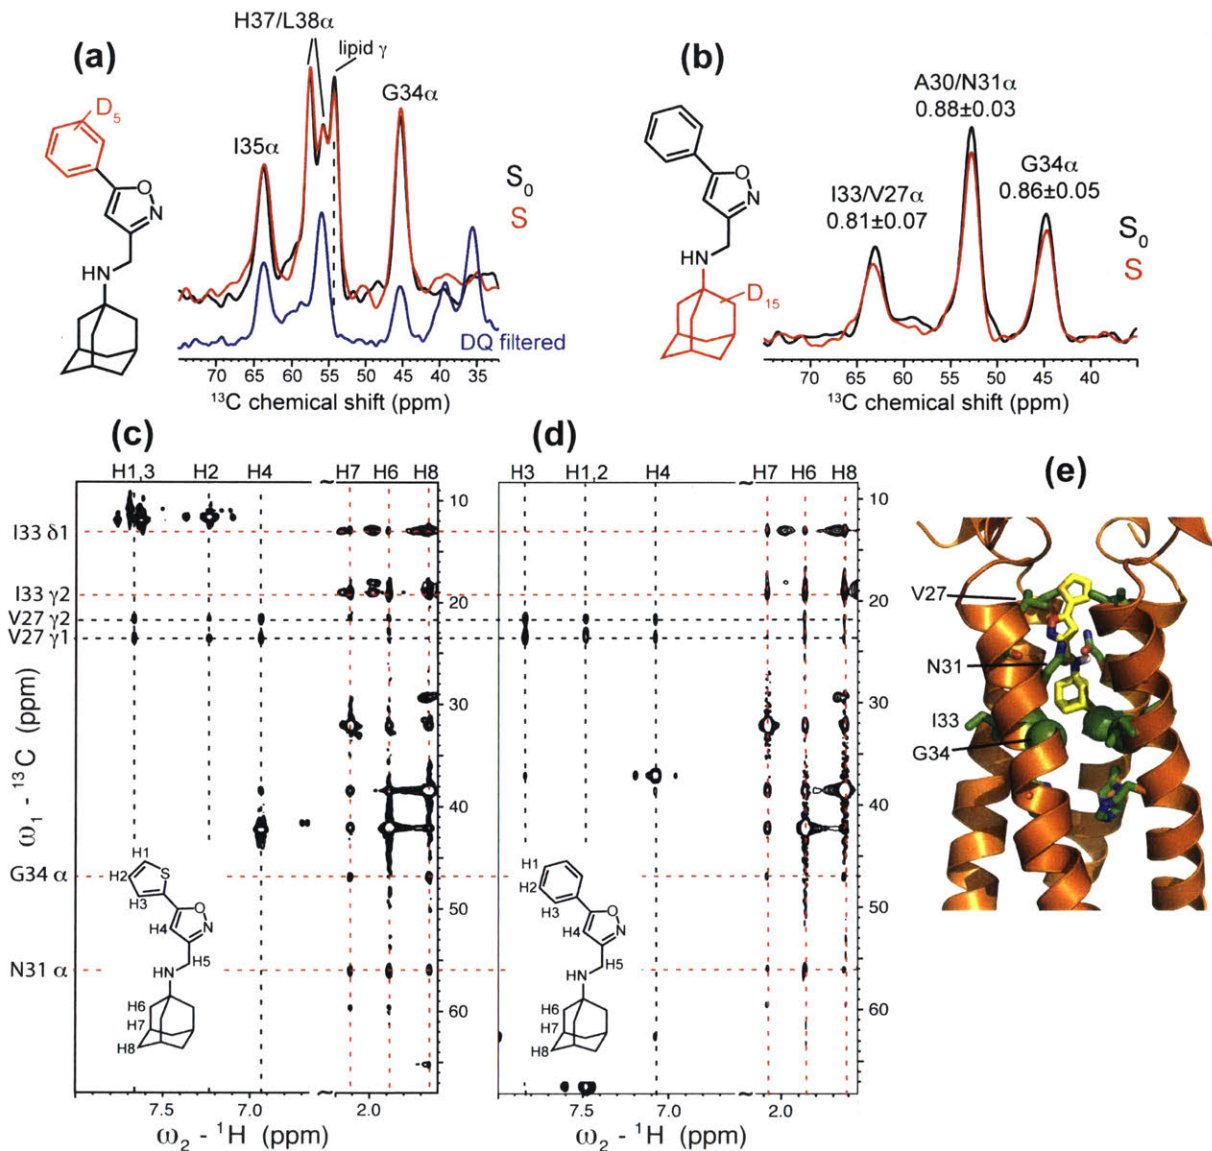 (a)
D5
O
N
HN
H37/L38α
lipid γ
G34α
I35α
S0
S
DQ filtered
70 65 60 55 50 45 40 35
13C chemical shift (ppm)
(b)
O
N
HN
D15
A30/N31α
0.88±0.03
G34α
0.86±0.05
I33/V27α
0.81±0.07
S0
S
70 65 60 55 50 45 40 35
13C chemical shift (ppm)
(c)
H1,3 H2 H4 H7 H6 H8
~
I33 δ1
I33 γ2
V27 γ2
V27 γ1
G34 α
N31 α
ω1 - 13C (ppm)
10
20
30
40
50
60
H1
H2
S
H3
O
N
H4
HN
H5
H6
H7
H8
~
7.5 7.0 2.0
ω2 - 1H (ppm)
(d)
H3 H1,2 H4 H7 H6 H8
~
10
20
30
40
50
60
H1
H2
H3
O
N
H4
HN
H5
H6
H7
H8
~
7.5 7.0 2.0
ω2 - 1H (ppm)
(e)
V27
N31
I33
G34